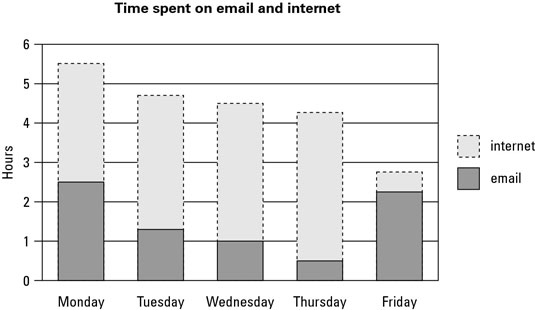 Time spent on email and internet
6
5
4
3
2
1
0
Hours
internet
email
Monday Tuesday Wednesday Thursday Friday